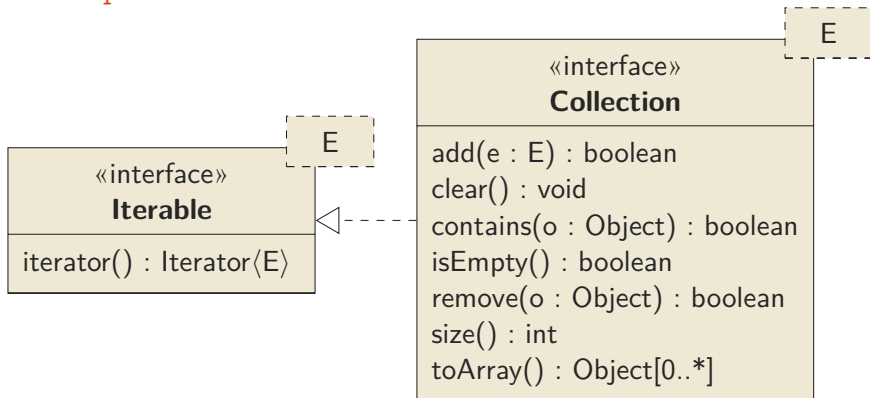 E
«interface»
Iterable
iterator() : Iterator⟨E⟩
E
«interface»
Collection
add(e : E) : boolean
clear() : void
contains(o : Object) : boolean
isEmpty() : boolean
remove(o : Object) : boolean
size() : int
toArray() : Object[0..*]